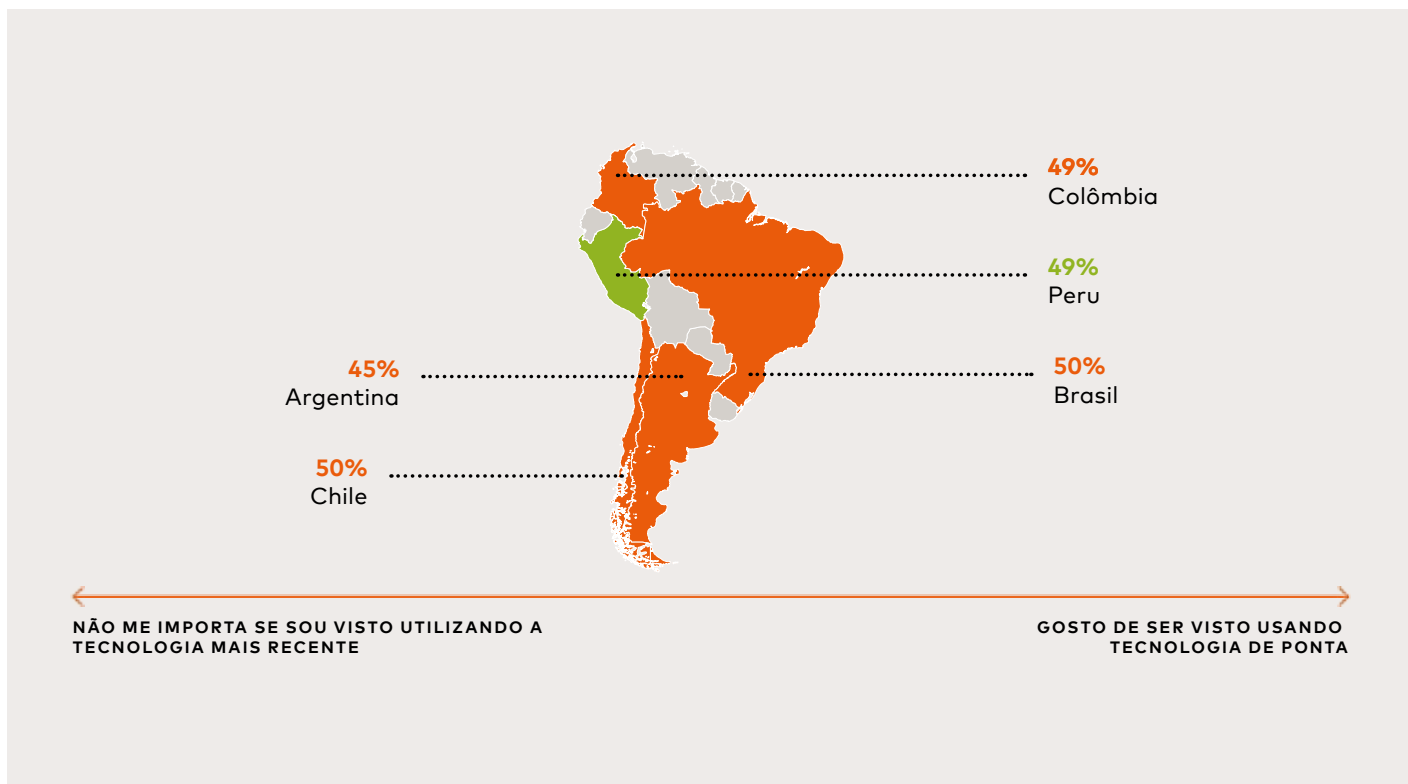 49%
Colômbia
49%
Peru
45%
Argentina
50%
Brasil
50%
Chile
NÃO ME IMPORTA SE SOU VISTO UTILIZANDO A
TECNOLOGIA MAIS RECENTE
GOSTO DE SER VISTO USANDO
TECNOLOGIA DE PONTA